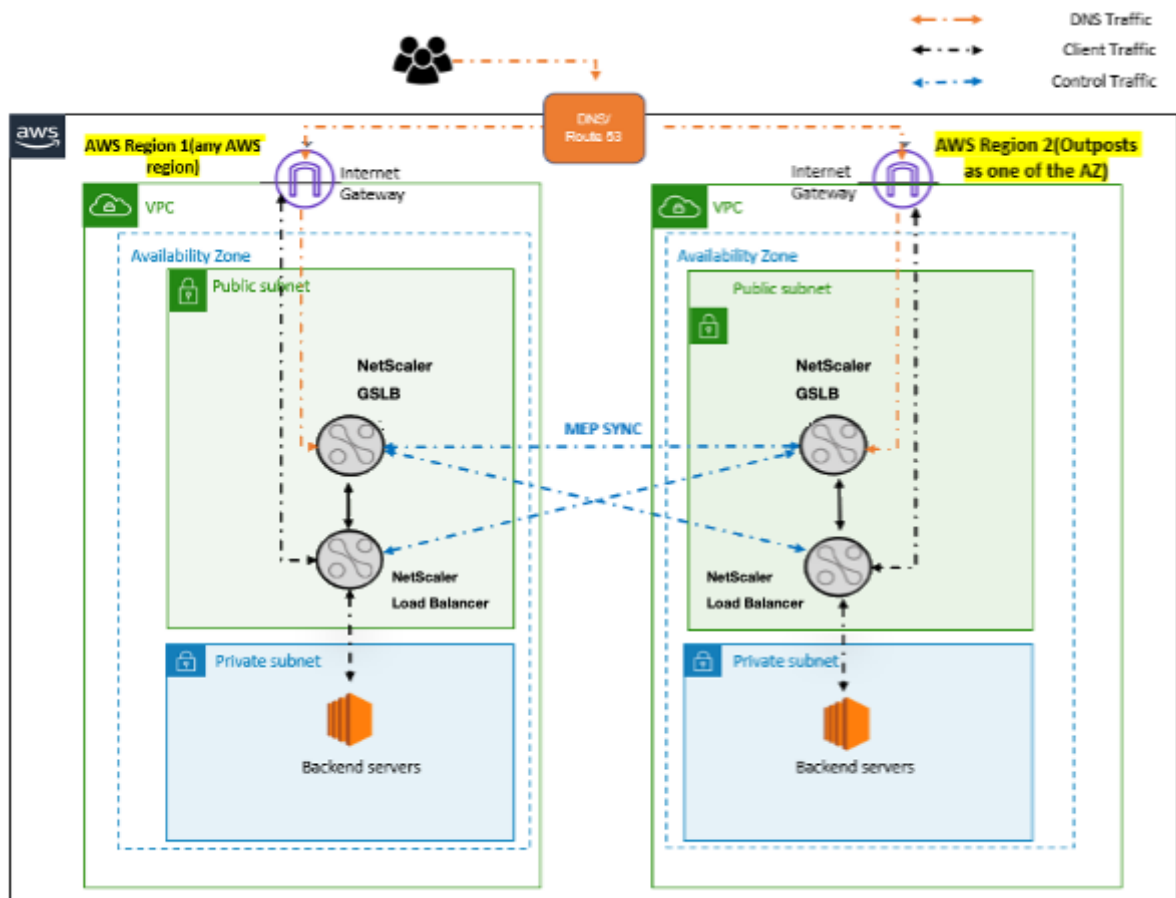 DNS Traffic
Client Traffic
Control Traffic
DNS/
Route 53
aws
AWS Region 1(any AWS
region)
Internet
Gateway
VPC
Availability Zone
Public subnet
NetScaler
GSLB
NetScaler
Load Balancer
Private subnet
Backend servers
MEP SYNC
AWS Region 2(Outposts
as one of the AZ)
Internet
Gateway
VPC
Availability Zone
Public subnet
NetScaler
GSLB
NetScaler
Load Balancer
Private subnet
Backend servers